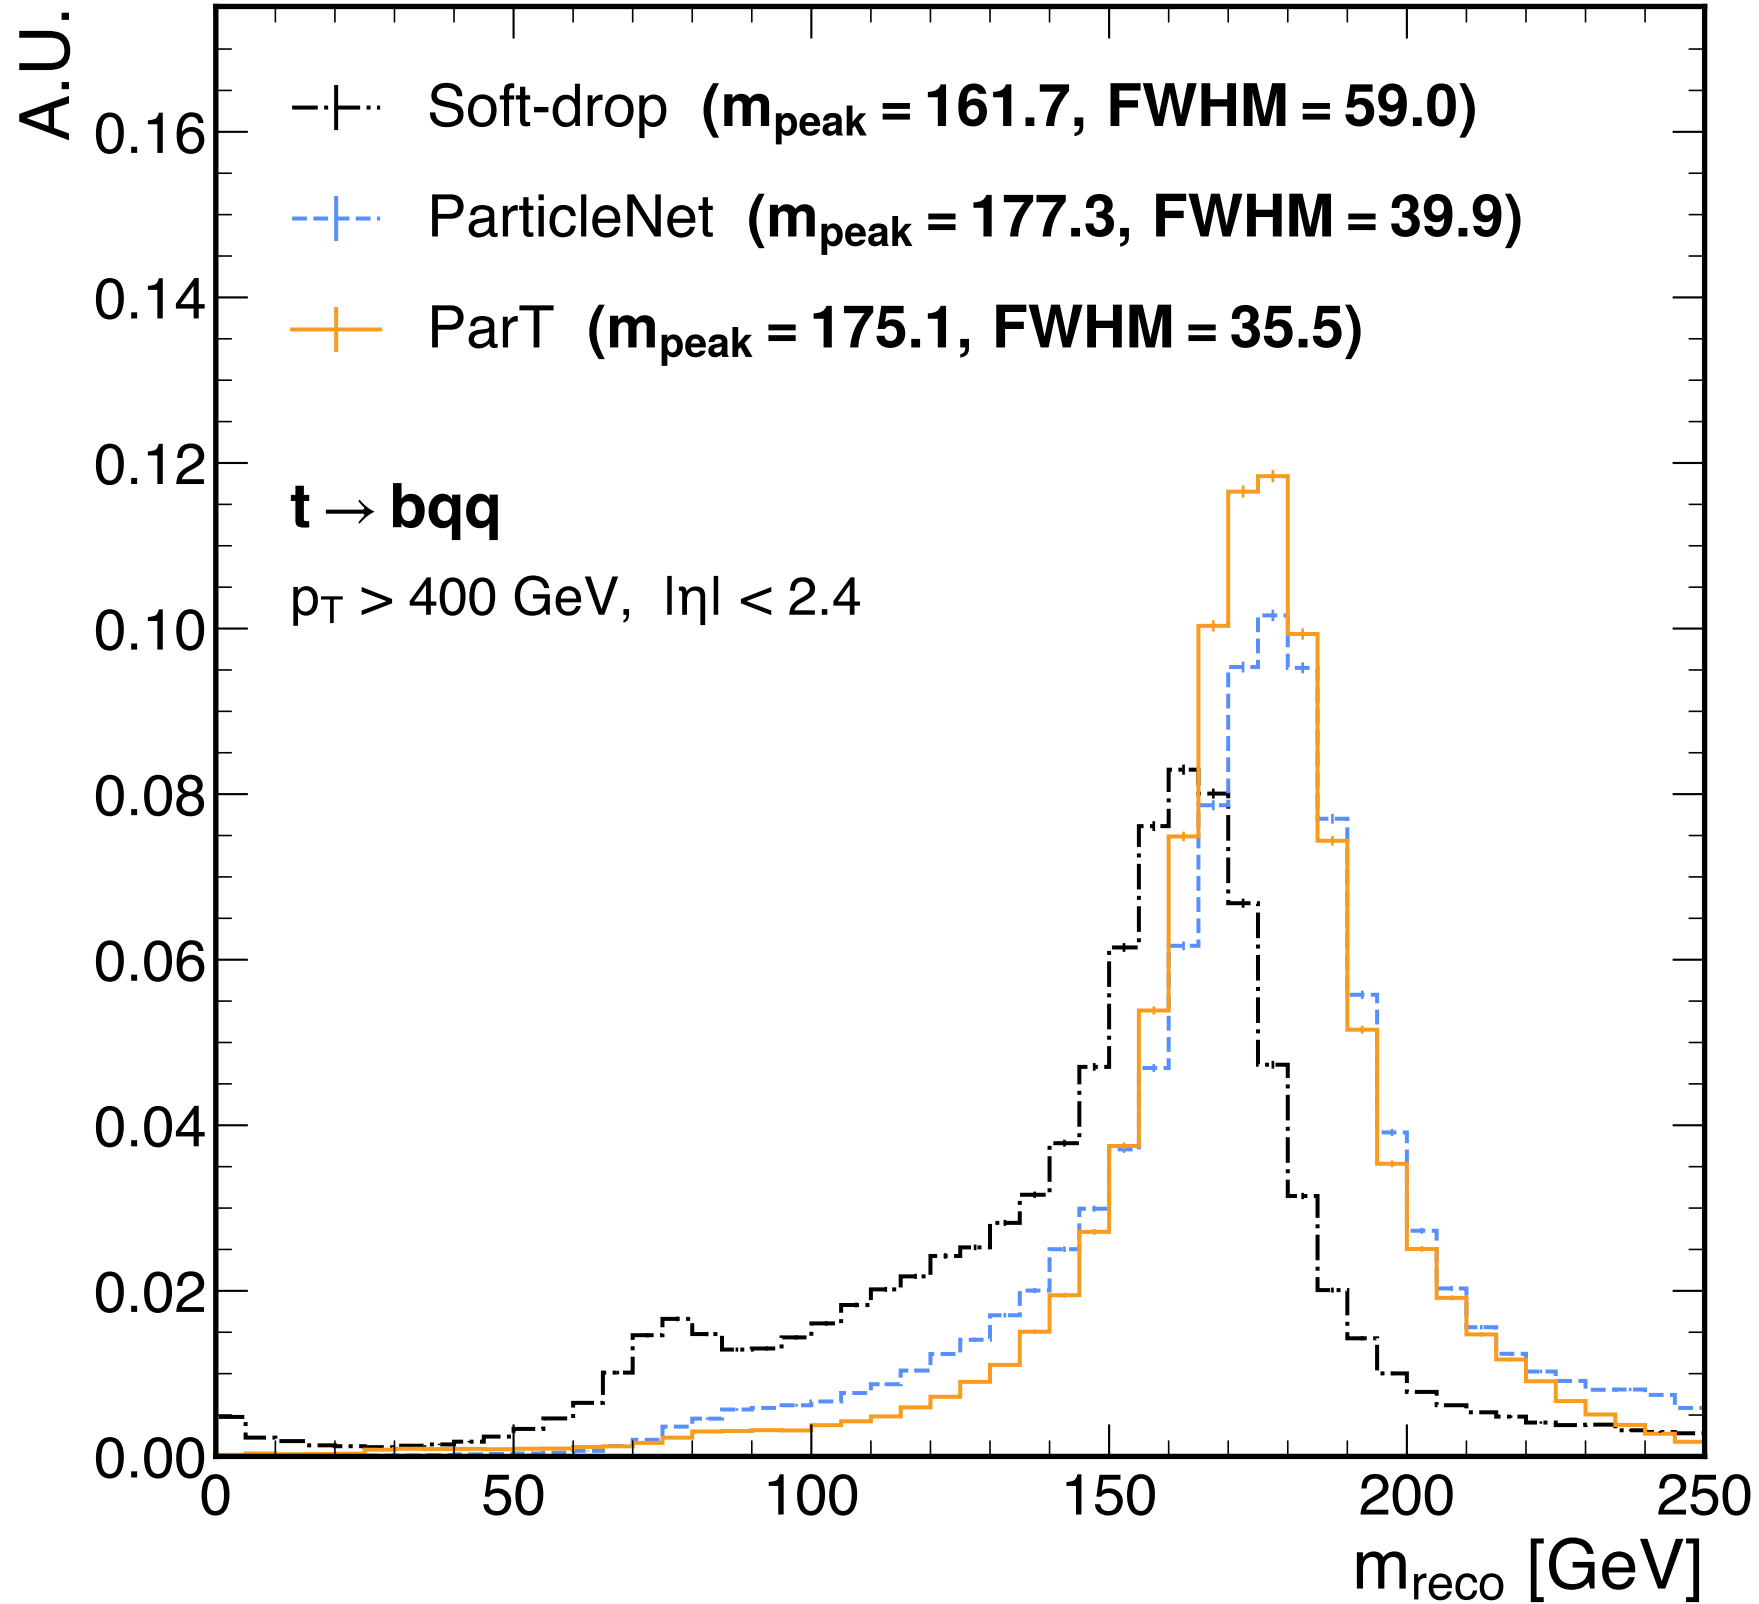 A.U.
Soft-drop (m_peak = 161.7, FWHM = 59.0)
ParticleNet (m_peak = 177.3, FWHM = 39.9)
ParT (m_peak = 175.1, FWHM = 35.5)
t → bqq
p_T > 400 GeV, |η| < 2.4
0.16
0.14
0.12
0.10
0.08
0.06
0.04
0.02
0.00
0 50 100 150 200 250
m_reco [GeV]